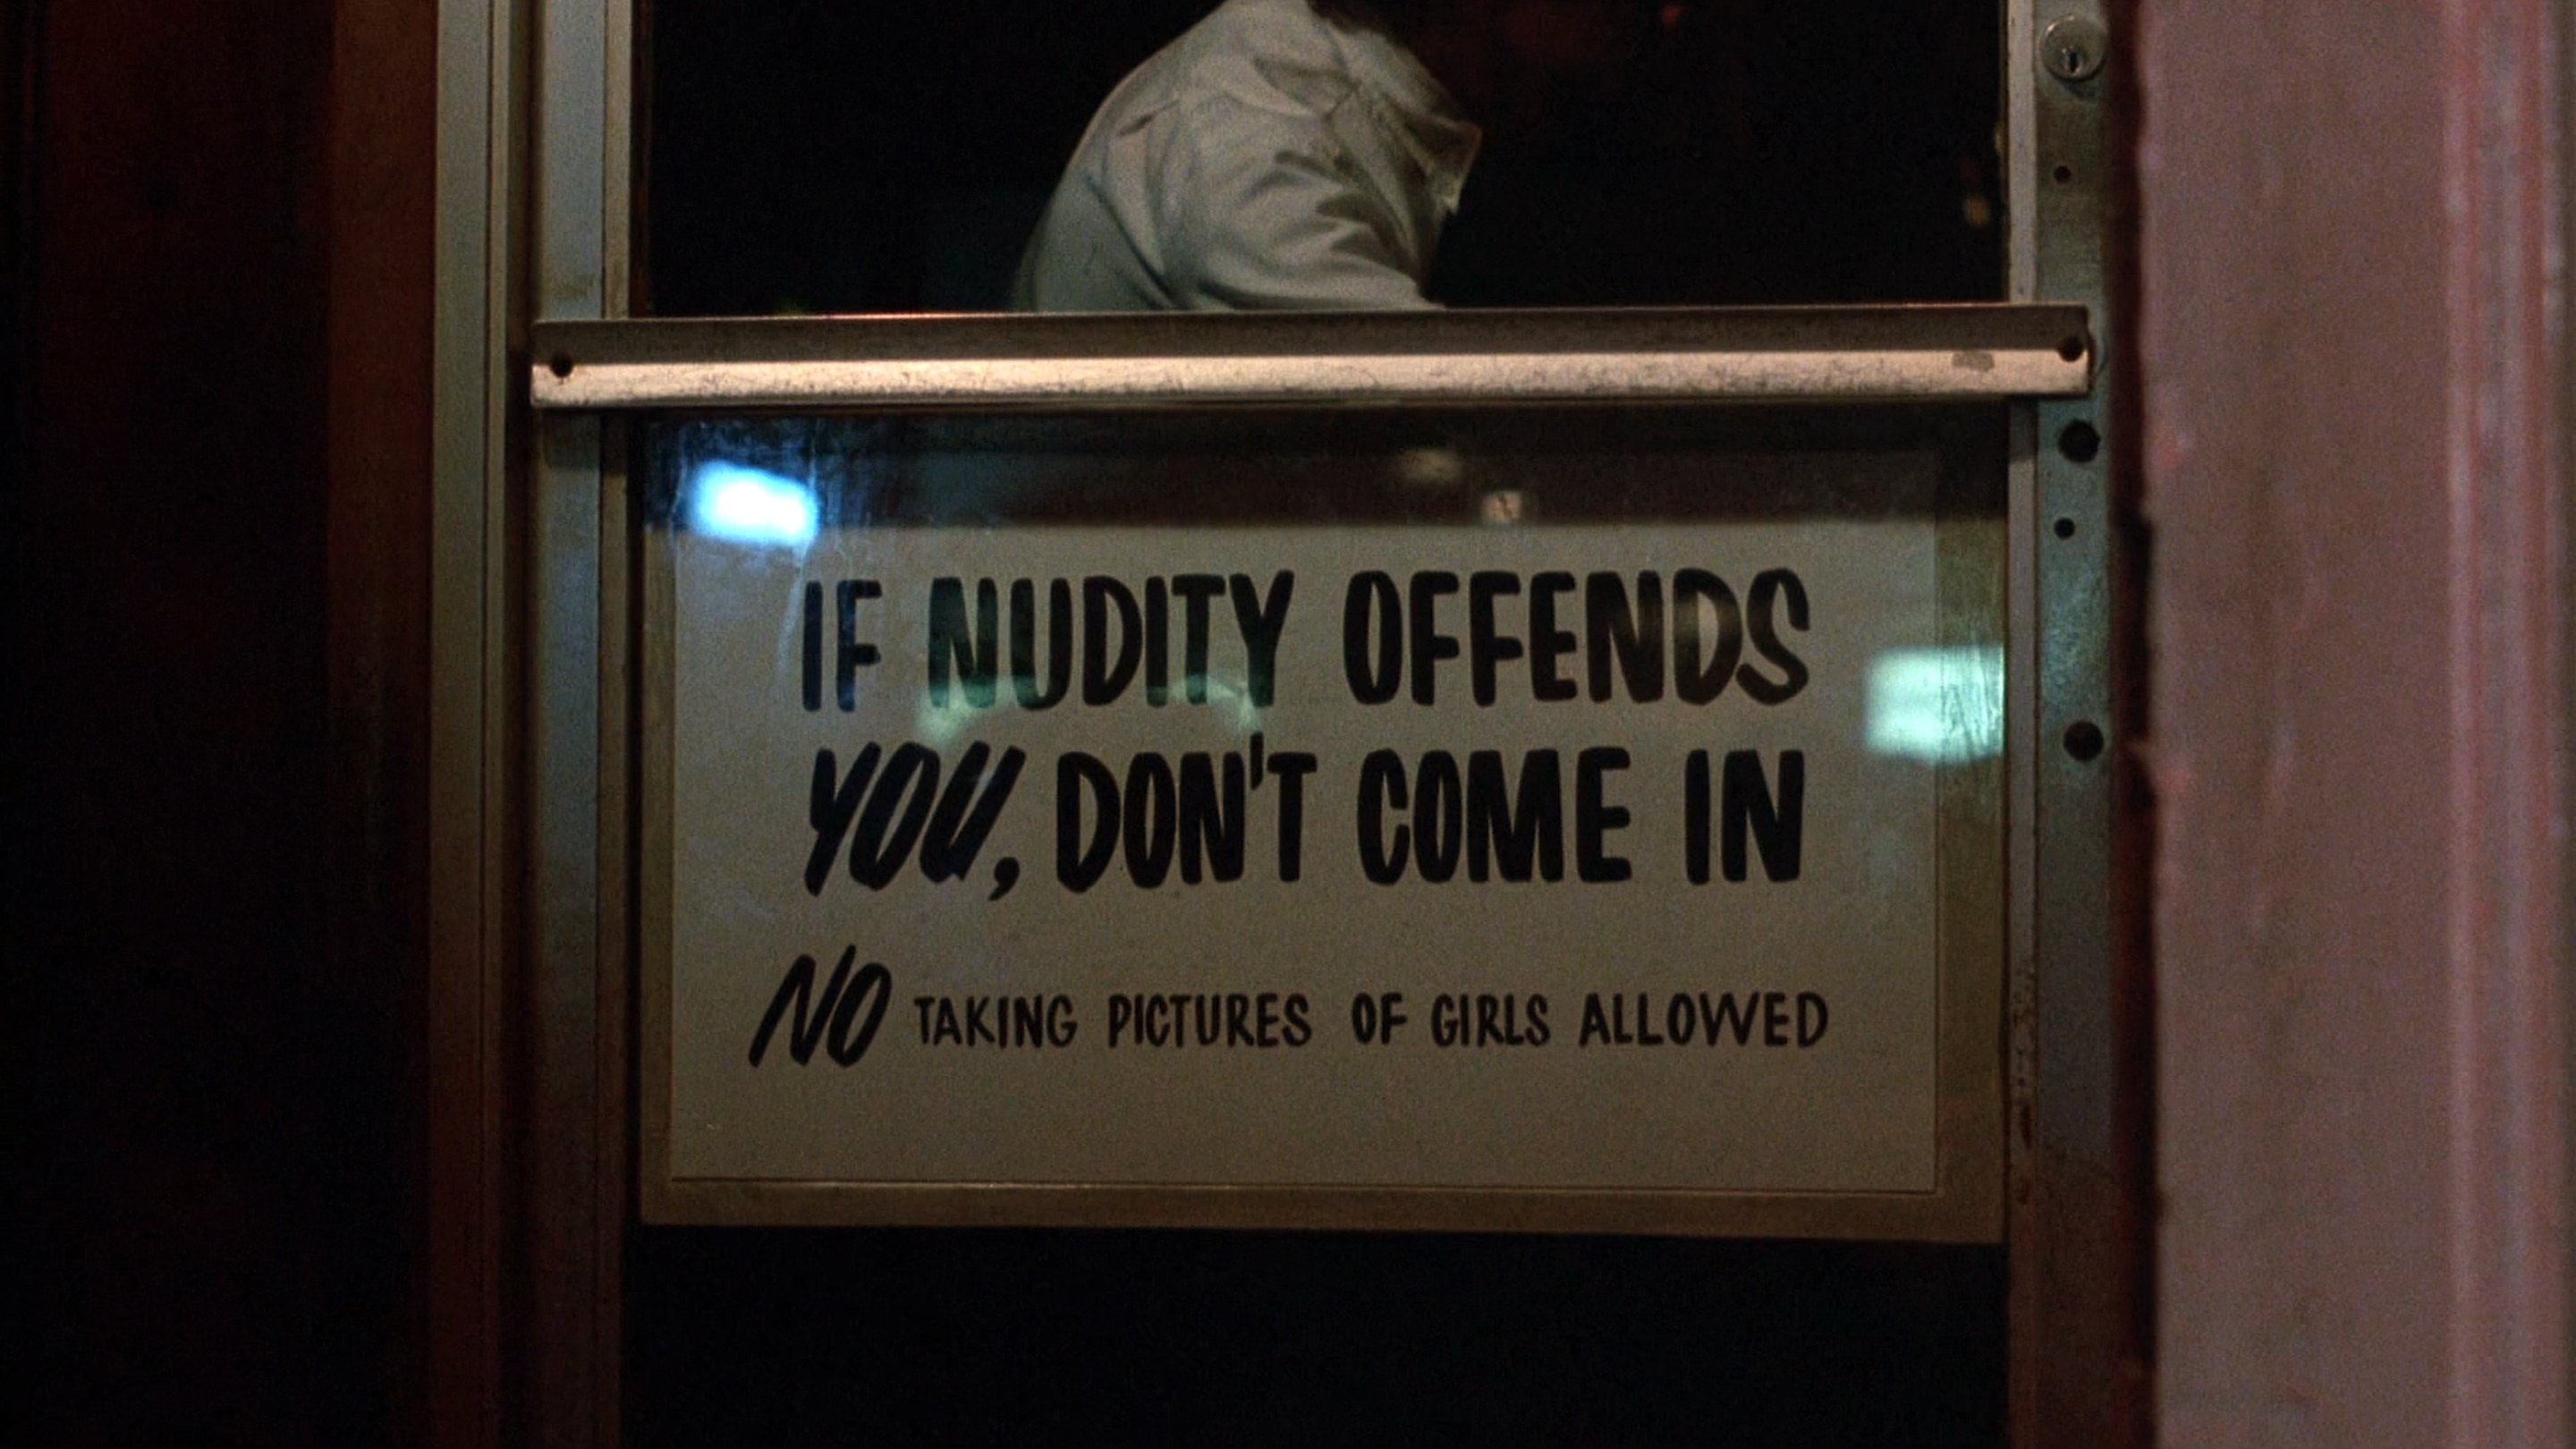 IF NUDITY OFFENDS
YOU, DON'T COME IN
NO TAKING PICTURES OF GIRLS ALLOWED